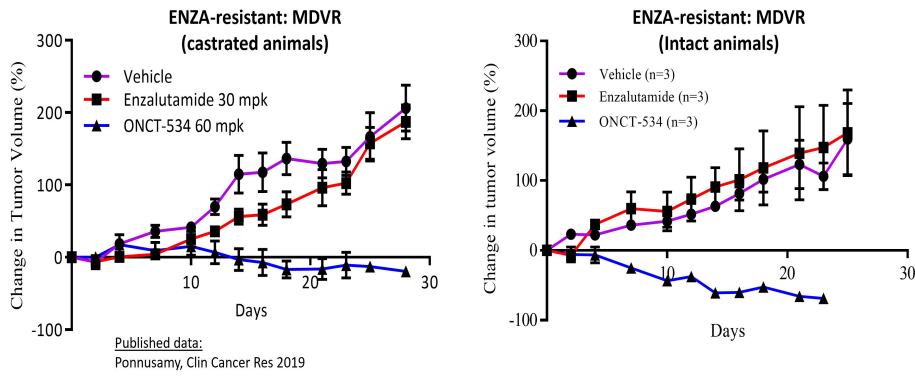 ENZA-resistant: MDVR
(castrated animals)
Change in Tumor Volume (%)
300
200
100
0
-100
Vehicle
Enzalutamide 30 mpk
ONCT-534 60 mpk
10
20
30
Days
Published data:
Ponnusamy, Clin Cancer Res 2019
ENZA-resistant: MDVR
(Intact animals)
Change in tumor volume (%)
300
200
100
0
-100
Vehicle (n=3)
Enzalutamide (n=3)
ONCT-534 (n=3)
10
20
30
Days